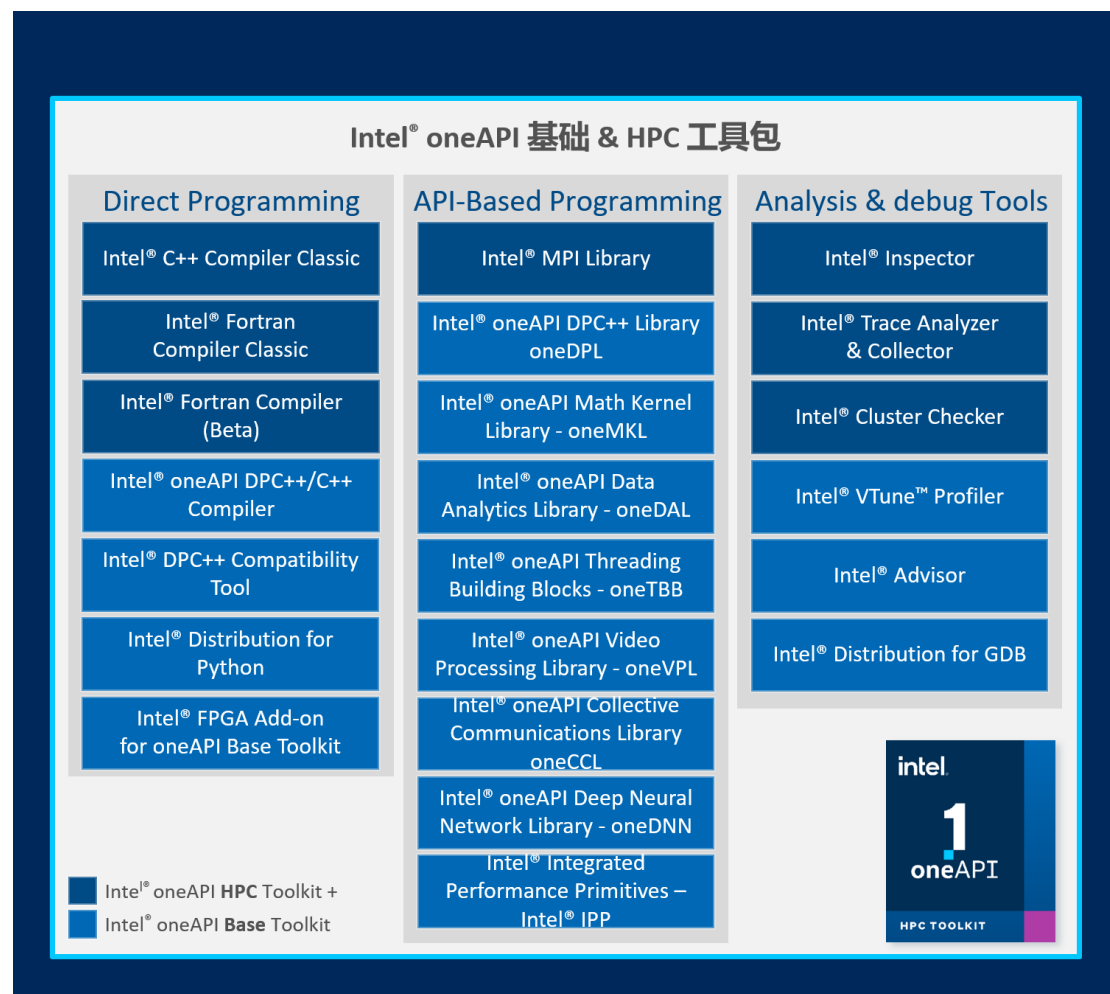 Intel® oneAPI 基础 & HPC 工具包
Direct Programming
Intel® C++ Compiler Classic
Intel® Fortran
Compiler Classic
Intel® Fortran Compiler
(Beta)
Intel® oneAPI DPC++/C++
Compiler
Intel® DPC++ Compatibility
Tool
Intel® Distribution for
Python
Intel® FPGA Add-on
for oneAPI Base Toolkit
API-Based Programming
Intel® MPI Library
Intel® oneAPI DPC++ Library
oneDPL
Intel® oneAPI Math Kernel
Library - oneMKL
Intel® oneAPI Data
Analytics Library - oneDAL
Intel® oneAPI Threading
Building Blocks - oneTBB
Intel® oneAPI Video
Processing Library - oneVPL
Intel® oneAPI Collective
Communications Library
oneCCL
Intel® oneAPI Deep Neural
Network Library - oneDNN
Intel® Integrated
Performance Primitives –
Intel® IPP
Analysis & debug Tools
Intel® Inspector
Intel® Trace Analyzer
& Collector
Intel® Cluster Checker
Intel® VTune™ Profiler
Intel® Advisor
Intel® Distribution for GDB
Intel® oneAPI HPC Toolkit +
Intel® oneAPI Base Toolkit
intel.
1
oneAPI
HPC TOOLKIT